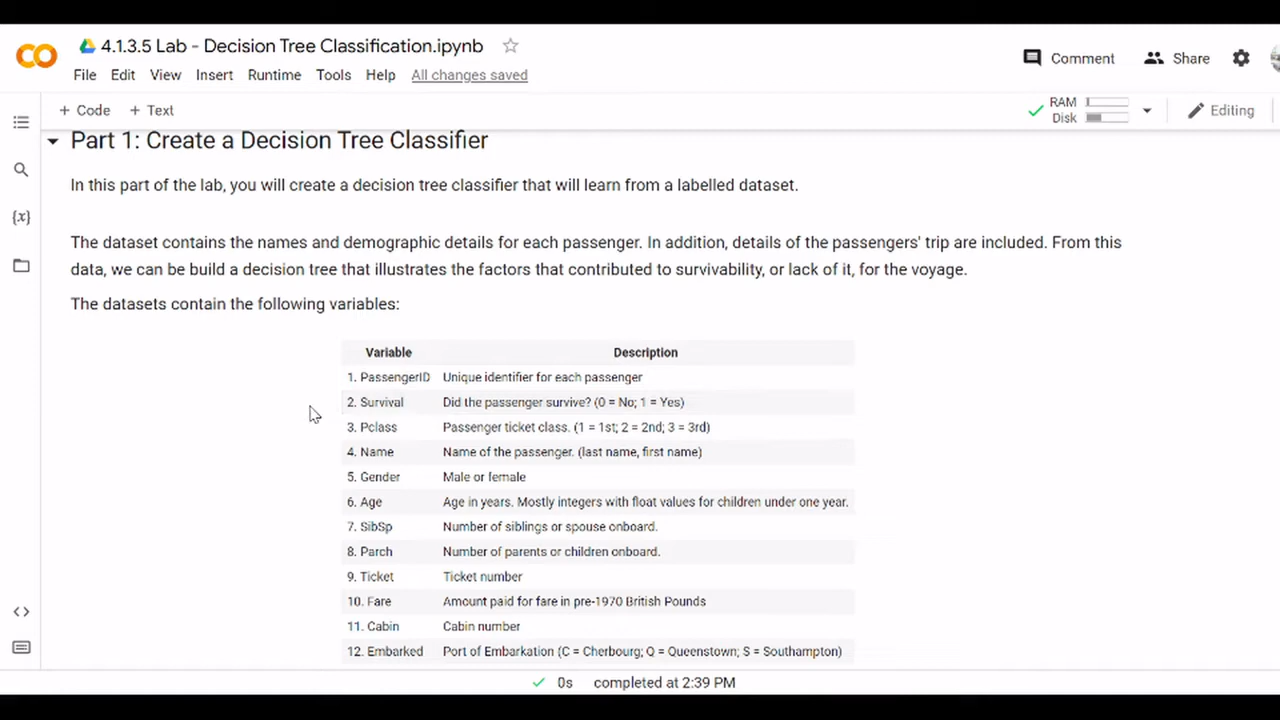 4.1.3.5 Lab - Decision Tree Classification.ipynb
Comment Share
File Edit View Insert Runtime Tools Help All changes saved
+ Code + Text
RAM
Disk
Editing
Part 1: Create a Decision Tree Classifier
In this part of the lab, you will create a decision tree classifier that will learn from a labelled dataset.
The dataset contains the names and demographic details for each passenger. In addition, details of the passengers' trip are included. From this
data, we can be build a decision tree that illustrates the factors that contributed to survivability, or lack of it, for the voyage.
The datasets contain the following variables:
Variable Description
1. PassengerID Unique identifier for each passenger
2. Survival Did the passenger survive? (0 = No; 1 = Yes)
3. Pclass Passenger ticket class. (1 = 1st; 2 = 2nd; 3 = 3rd)
4. Name Name of the passenger. (last name, first name)
5. Gender Male or female
6. Age Age in years. Mostly integers with float values for children under one year.
7. SibSp Number of siblings or spouse onboard.
8. Parch Number of parents or children onboard.
9. Ticket Ticket number
10. Fare Amount paid for fare in pre-1970 British Pounds
11. Cabin Cabin number
12. Embarked Port of Embarkation (C = Cherbourg; Q = Queenstown; S = Southampton)
0s completed at 2:39 PM